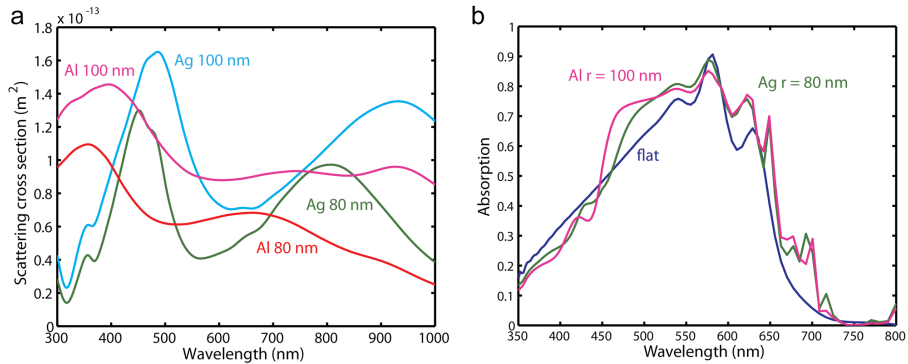 a
x 10 -13
Scattering cross section (m2)
1.8
1.6
1.4
1.2
1
0.8
0.6
0.4
0.2
0
Al 100 nm
Ag 100 nm
Ag 80 nm
Al 80 nm
300 400 500 600 700 800 900 1000
Wavelength (nm)
b
Absorption
1
0.9
0.8
0.7
0.6
0.5
0.4
0.3
0.2
0.1
0
Al r = 100 nm
Ag r = 80 nm
flat
350 400 450 500 550 600 650 700 750 800
Wavelength (nm)